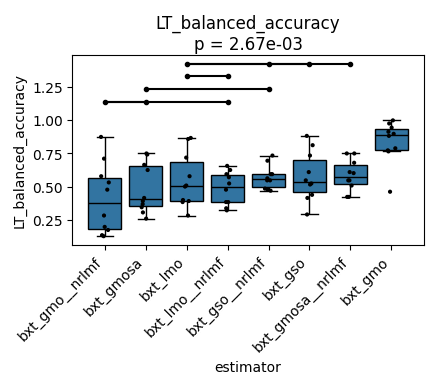 LT_balanced_accuracy
p = 2.67e-03
LT_balanced_accuracy
1.25
1.00
0.75
0.50
0.25
bxt_gmo__nrlmf
bxt_gmosa
bxt_lmo
bxt_lmo__nrlmf
bxt_gso__nrlmf
bxt_gso
bxt_gmosa__nrlmf
bxt_gmo
estimator